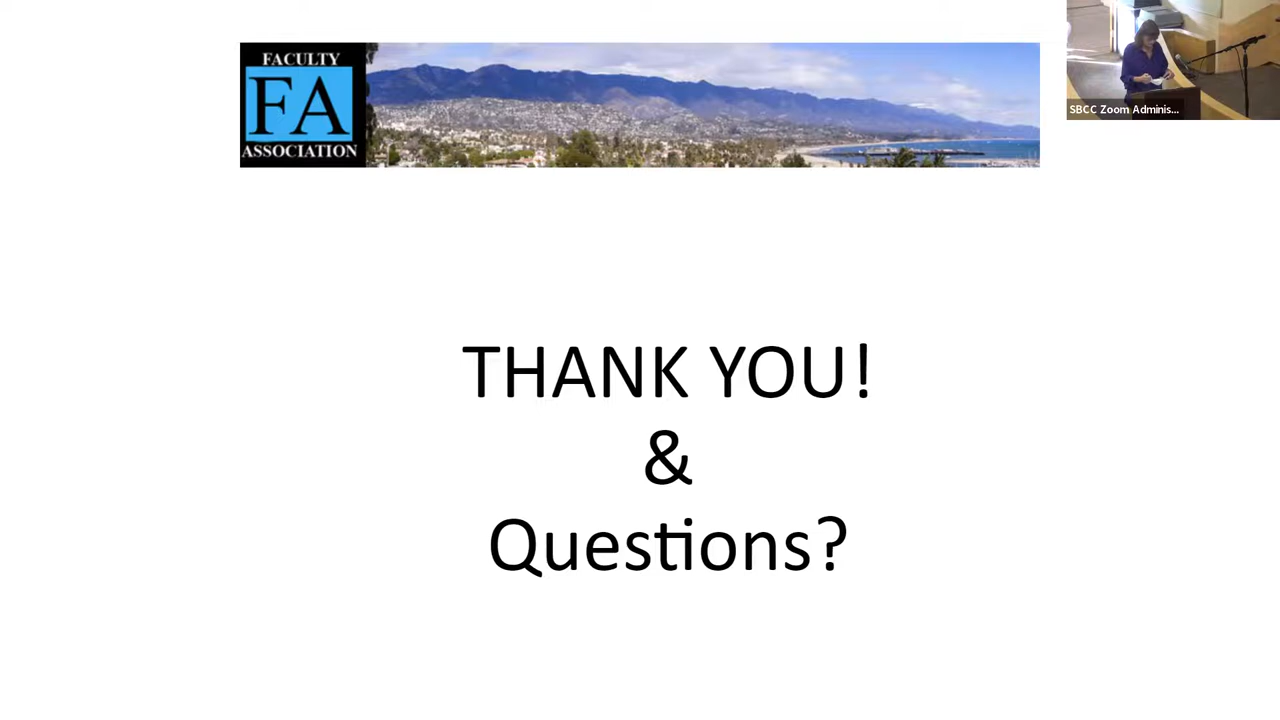 FACULTY
FA
ASSOCIATION
SBCC Zoom Adminis...
THANK YOU!
&
Questions?